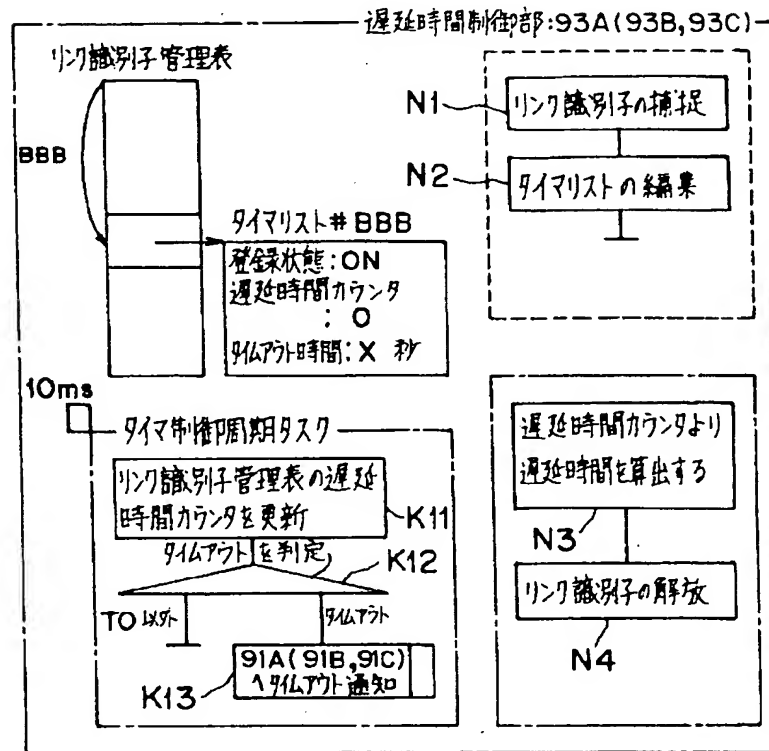 遅延時間制御部:93A(93B,93C)
リンク識別子管理表
BBB
タイマリスト#BBB
登録状態:ON
遅延時間カウンタ
:0
タイムアウト時間:X 秒
N1
リンク識別子の捕捉
N2
タイマリストの編集
10ms
タイマ制御周期タスク
リンク識別子管理表の遅延
時間カウンタを更新
K11
タイムアウトを判定
K12
TO以外
タイムアウト
91A(91B,91C)
へタイムアウト通知
K13
遅延時間カウンタより
遅延時間を算出する
N3
リンク識別子の解放
N4